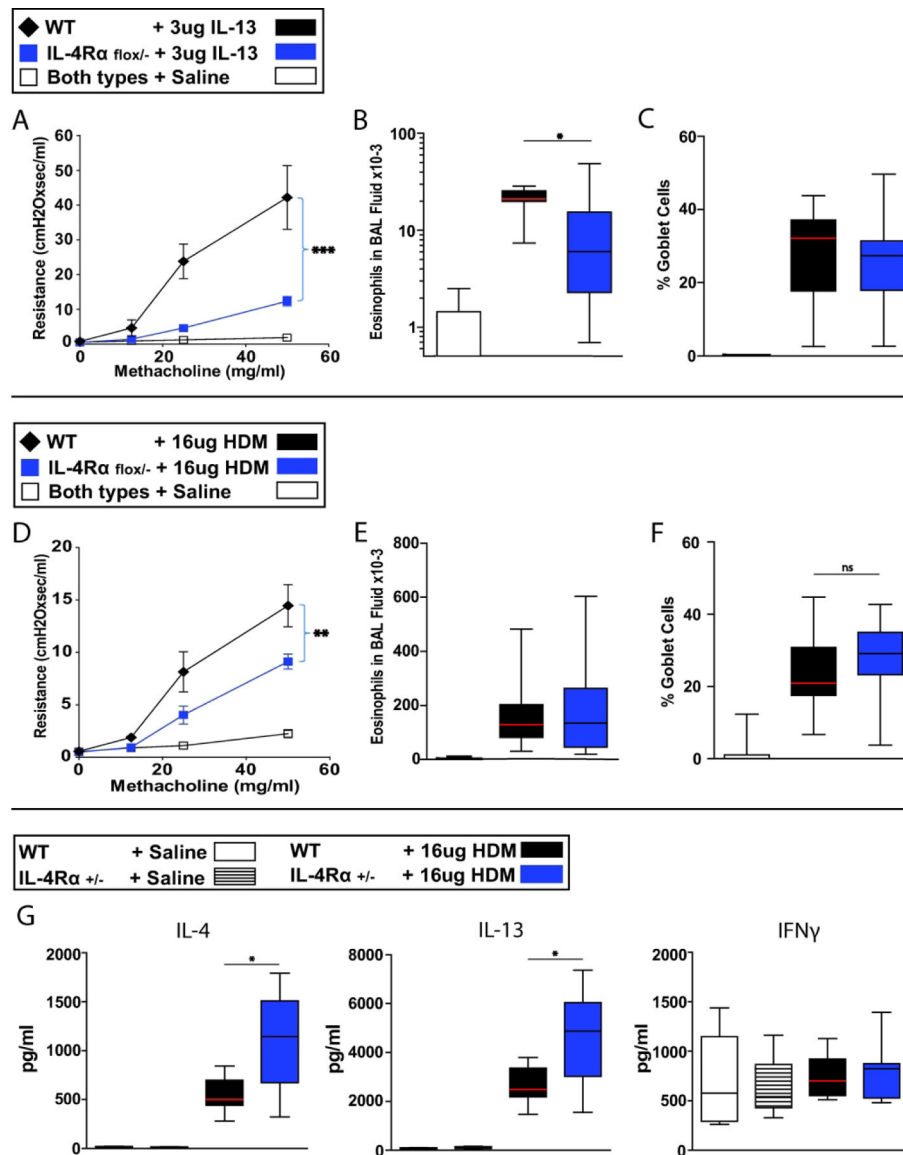 WT + 3ug IL-13
IL-4Rα flox/- + 3ug IL-13
Both types + Saline
A
Resistance (cmH2Oxsec/ml)
60
50
40
30
20
10
0
0 20 40 60
Methacholine (mg/ml)
***
B
Eosinophils in BAL Fluid x10-3
100
10
1
*
C
% Goblet Cells
60
40
20
0
WT + 16ug HDM
IL-4Rα flox/- + 16ug HDM
Both types + Saline
D
Resistance (cmH2Oxsec/ml)
20
15
10
5
0
0 20 40 60
Methacholine (mg/ml)
**
E
Eosinophils in BAL Fluid x10-3
800
600
400
200
0
F
% Goblet Cells
60
40
20
0
ns
WT + Saline WT + 16ug HDM
IL-4Rα +/- + Saline IL-4Rα +/- + 16ug HDM
G
IL-4
pg/ml
2000
1500
1000
500
0
*
IL-13
pg/ml
8000
6000
4000
2000
0
*
IFNγ
pg/ml
2000
1500
1000
500
0